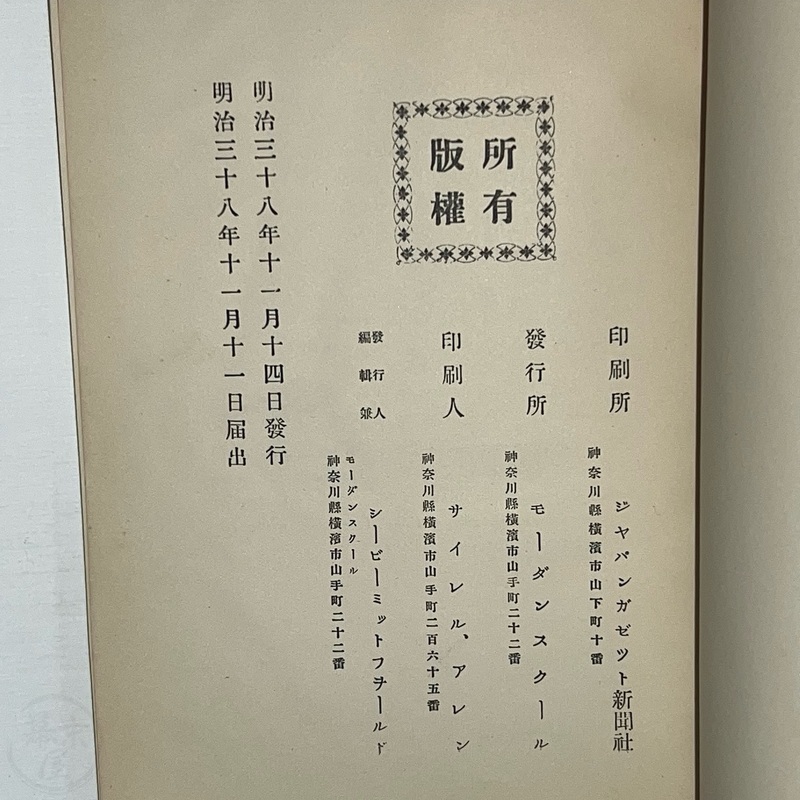 所有
版權
印刷所
ジヤパンガゼツト新聞社
神奈川縣橫濱市山下町十番
發行所
モーダンスクール
神奈川縣橫濱市山手町二十二番
印刷人
サイレル、アレン
神奈川縣橫濱市山手町二百六十五番
發行人
編輯兼
シービーミットフヲールド
モーダンスクール
神奈川縣橫濱市山手町二十二番
明治三十八年十一月十四日發行
明治三十八年十一月十一日届出